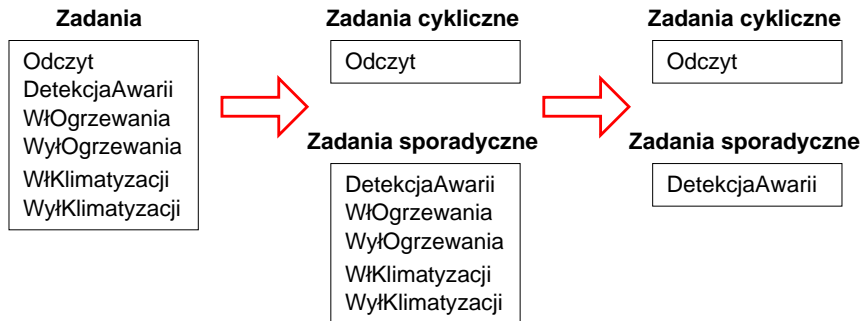 Zadania
Odczyt
DetekcjaAwarii
WłOgrzewania
WyłOgrzewania
WłKlimatyzacji
WyłKlimatyzacji
Zadania cykliczne
Odczyt
Zadania sporadyczne
DetekcjaAwarii
WłOgrzewania
WyłOgrzewania
WłKlimatyzacji
WyłKlimatyzacji
Zadania cykliczne
Odczyt
Zadania sporadyczne
DetekcjaAwarii